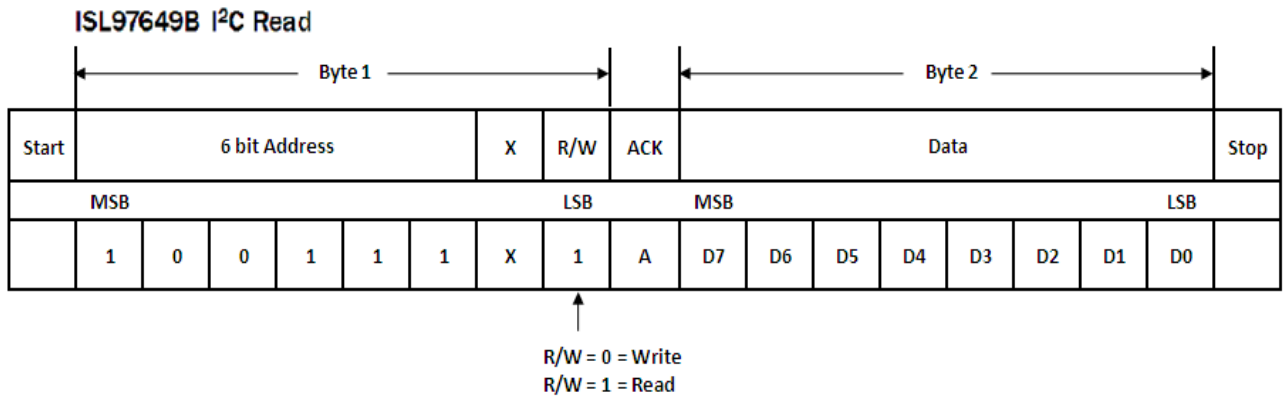 ISL97649B I²C Read
Byte 1 Byte 2
Start 6 bit Address X R/W ACK Data Stop
MSB LSB MSB LSB
1 0 0 1 1 1 X 1 A D7 D6 D5 D4 D3 D2 D1 D0
R/W = 0 = Write
R/W = 1 = Read